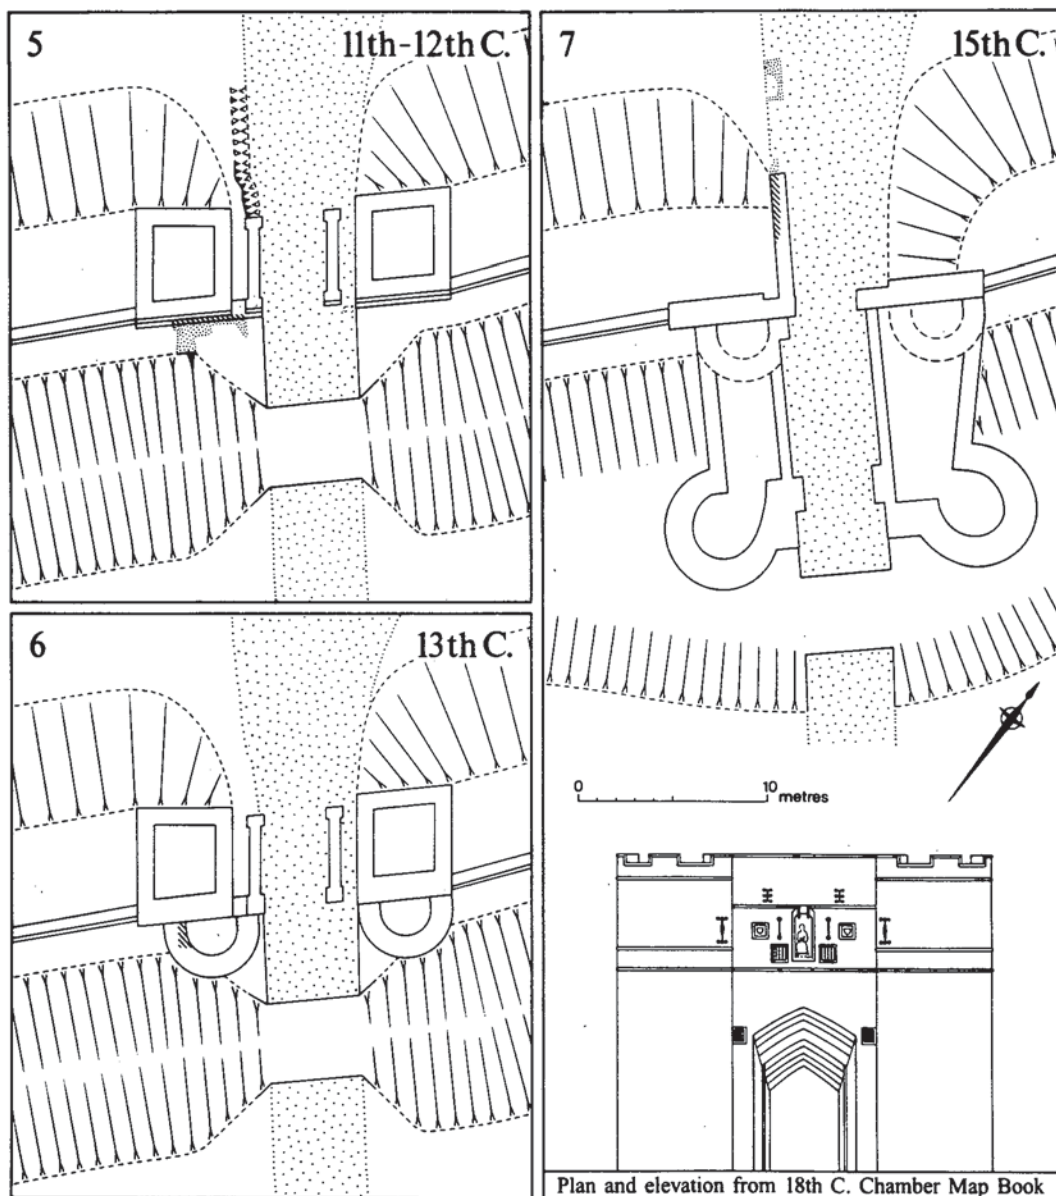 5 11th-12th C.
6 13th C.
7 15th C.
0 10 metres
Plan and elevation from 18th C. Chamber Map Book